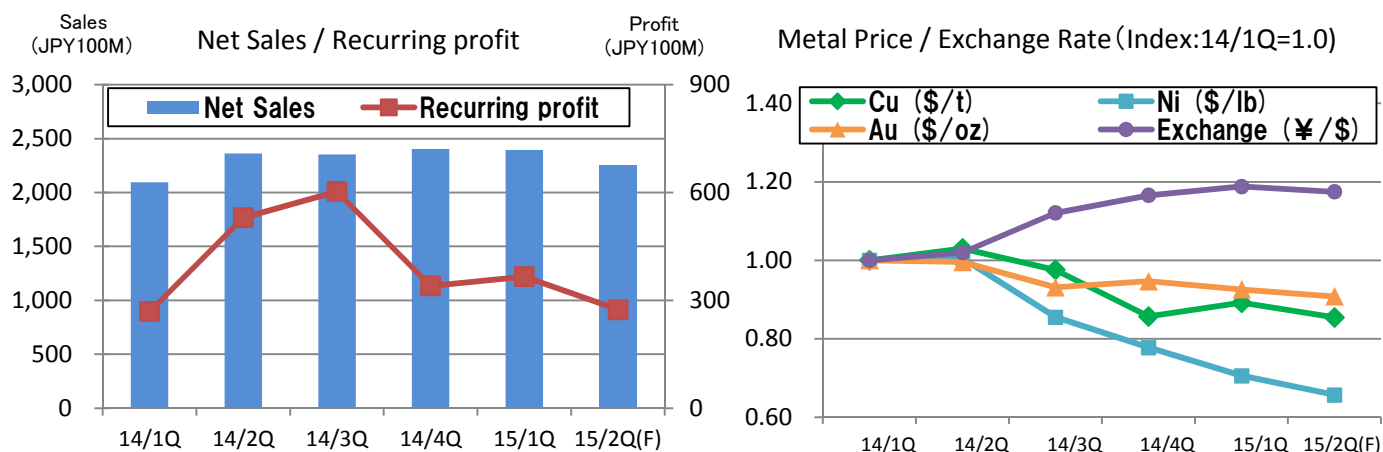 Sales
(JPY100M)
Net Sales / Recurring profit
Profit
(JPY100M)
Net Sales
Recurring profit
3,000
2,500
2,000
1,500
1,000
500
0
900
600
300
0
14/1Q
14/2Q
14/3Q
14/4Q
15/1Q
15/2Q(F)
Metal Price / Exchange Rate（Index:14/1Q=1.0)
Cu ($/t)
Ni ($/lb)
Au ($/oz)
Exchange (￥/$)
1.40
1.20
1.00
0.80
0.60
14/1Q
14/2Q
14/3Q
14/4Q
15/1Q
15/2Q(F)